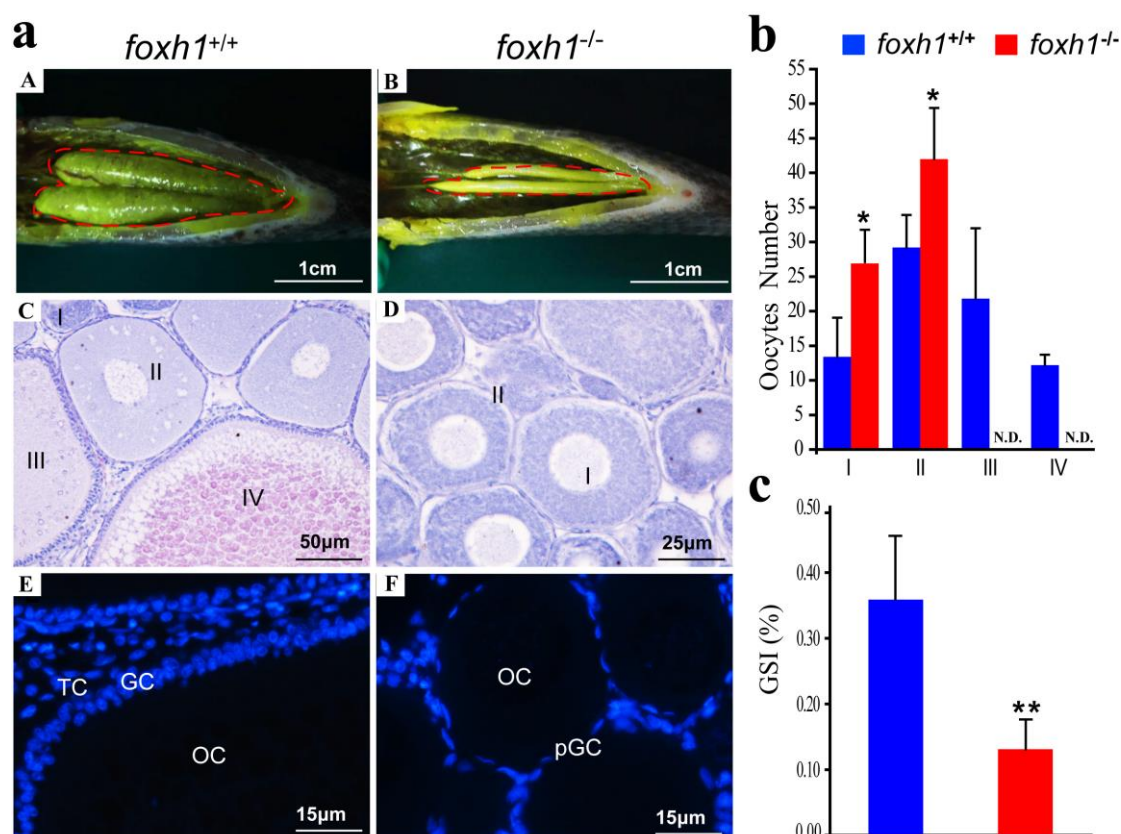 a
foxh1+/+
foxh1-/-
A
1cm
B
1cm
C
I
II
III
IV
50μm
D
II
I
25μm
E
TC
GC
OC
15μm
F
OC
pGC
15μm
b
foxh1+/+
foxh1-/-
Oocytes Number
55
50
45
40
35
30
25
20
15
10
5
0
*
*
N.D.
N.D.
I
II
III
IV
c
GSI (%)
0.50
0.40
0.30
0.20
0.10
0.00
**